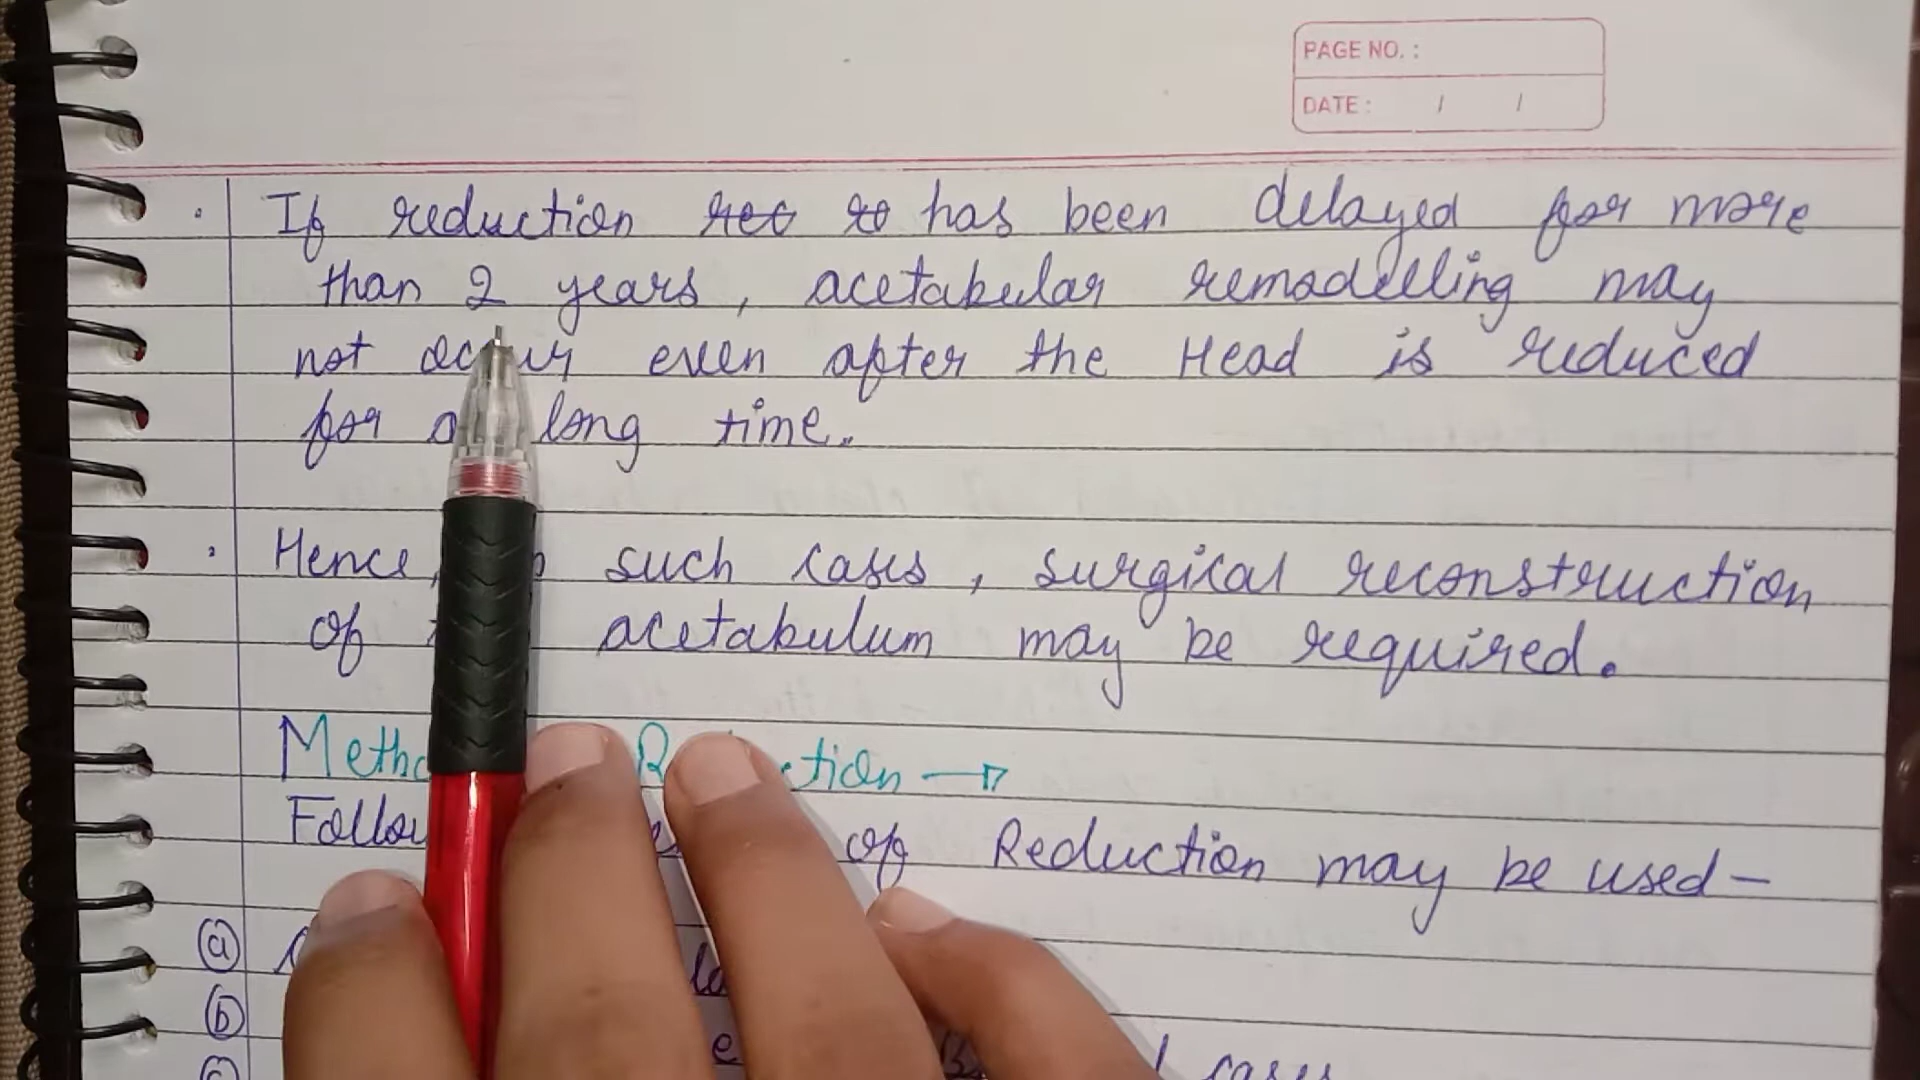 PAGE NO. :
DATE : / /
If reduction has been delayed for more
than 2 years, acetabular remodelling may
not occur even after the Head is reduced
for a long time.
Hence, such cases, surgical reconstruction
of acetabulum may be required.
of Reduction may be used-
(a)
(b)
(c) cases